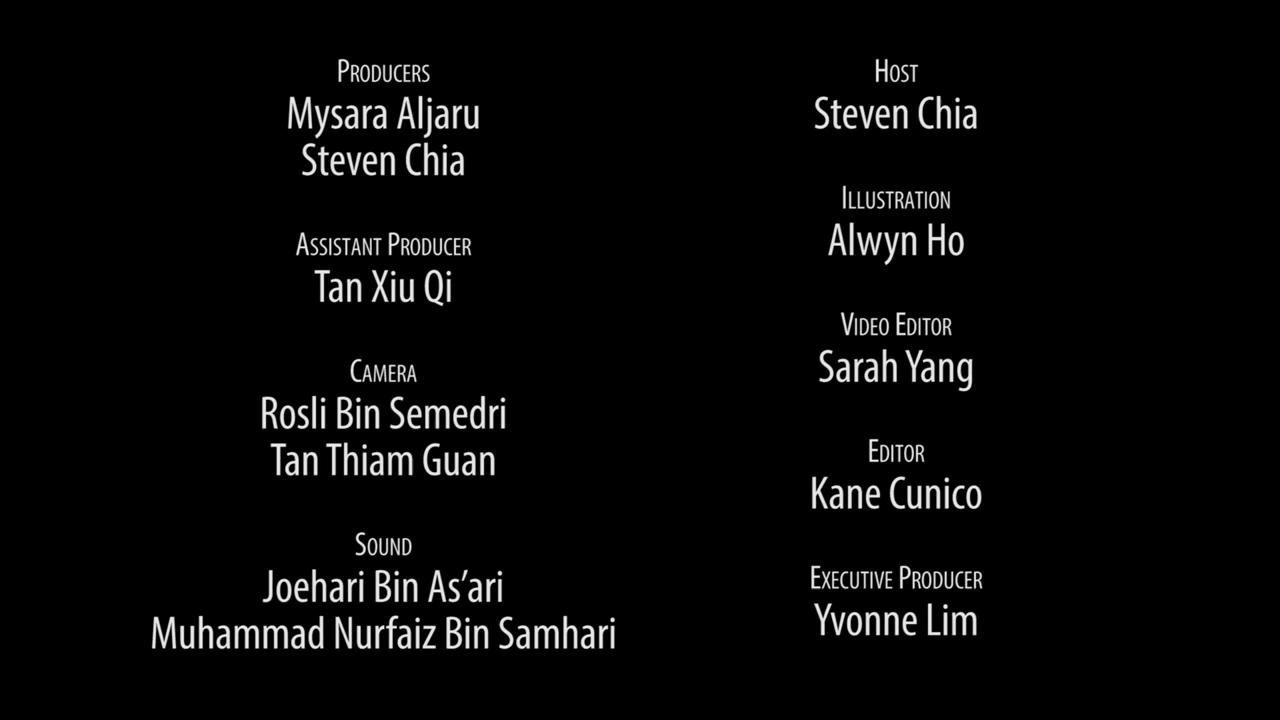 Producers
Mysara Aljaru
Steven Chia
Assistant Producer
Tan Xiu Qi
Camera
Rosli Bin Semedri
Tan Thiam Guan
Sound
Joehari Bin As’ari
Muhammad Nurfaiz Bin Samhari
Host
Steven Chia
Illustration
Alwyn Ho
Video Editor
Sarah Yang
Editor
Kane Cunico
Executive Producer
Yvonne Lim